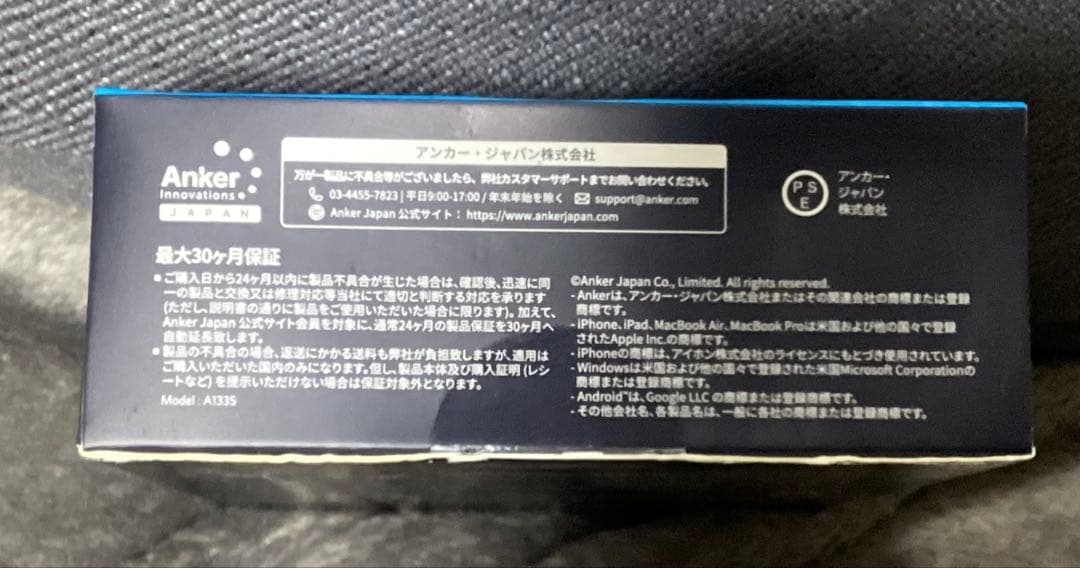 Anker
Innovations
JAPAN
アンカー・ジャパン株式会社
万が一製品に不具合等がございましたら、弊社カスタマーサポートまでお問い合わせください。
03-4455-7823 | 平日9:00-17:00 / 年末年始を除く support@anker.com
Anker Japan 公式サイト: https://www.ankerjapan.com
PSE
アンカー・
ジャパン
株式会社
最大30ヶ月保証
■ご購入日から24ヶ月以内に製品不具合が生じた場合は、確認後、迅速に同
一の製品と交換又は修理対応等当社にて適切と判断する対応を承ります
(ただし、説明書の通りに製品をご使用いただいた場合に限ります)。加えて、
Anker Japan 公式サイト会員を対象に、通常24ヶ月の製品保証を30ヶ月へ
自動延長致します。
■製品の不具合の場合、返送にかかる送料も弊社が負担致しますが、適用は
ご購入いただいた国内のみになります。但し、製品本体及び購入証明 (レシ
ートなど) を提示いただけない場合は保証対象外となります。
Model : A1335
©Anker Japan Co., Limited. All rights reserved.
- Ankerは、アンカー・ジャパン株式会社またはその関連会社の商標または登録
商標です。
- iPhone、iPad、MacBook Air、MacBook Proは米国および他の国々で登録
されたApple Inc.の商標です。
- iPhoneの商標は、アイホン株式会社のライセンスにもとづき使用されています。
- Windowsは米国および他の国々で登録された米国Microsoft Corporationの
商標または登録商標です。
- Android™は、Google LLC の商標または登録商標です。
- その他会社名、各製品名は、一般に各社の商標または登録商標です。